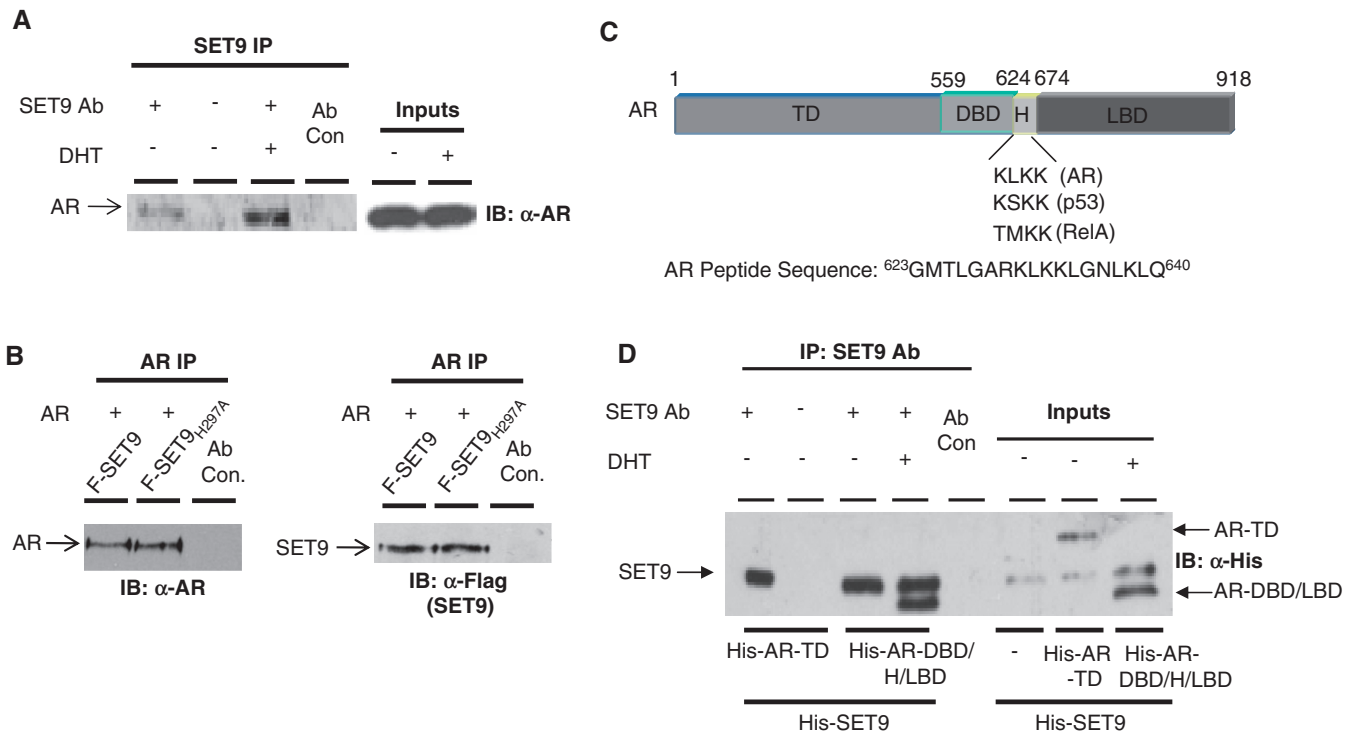 A
SET9 IP
SET9 Ab + - + Ab Con
DHT - - +
Inputs
- +
AR
IB: α-AR
B
AR IP
AR + +
F-SET9 F-SET9H297A Ab Con.
AR
IB: α-AR
AR IP
AR + +
F-SET9 F-SET9H297A Ab Con.
SET9
IB: α-Flag
(SET9)
C
1 559 624 674 918
AR TD DBD H LBD
KLKK (AR)
KSKK (p53)
TMKK (RelA)
AR Peptide Sequence: 623GMTLGARKLKKLGNLKLQ640
D
IP: SET9 Ab
SET9 Ab + - + + Ab Con
DHT - - - +
Inputs
- - +
SET9
AR-TD
IB: α-His
AR-DBD/LBD
His-AR-TD His-AR-DBD/
H/LBD
- His-AR
-TD
His-AR-
DBD/H/LBD
His-SET9 His-SET9